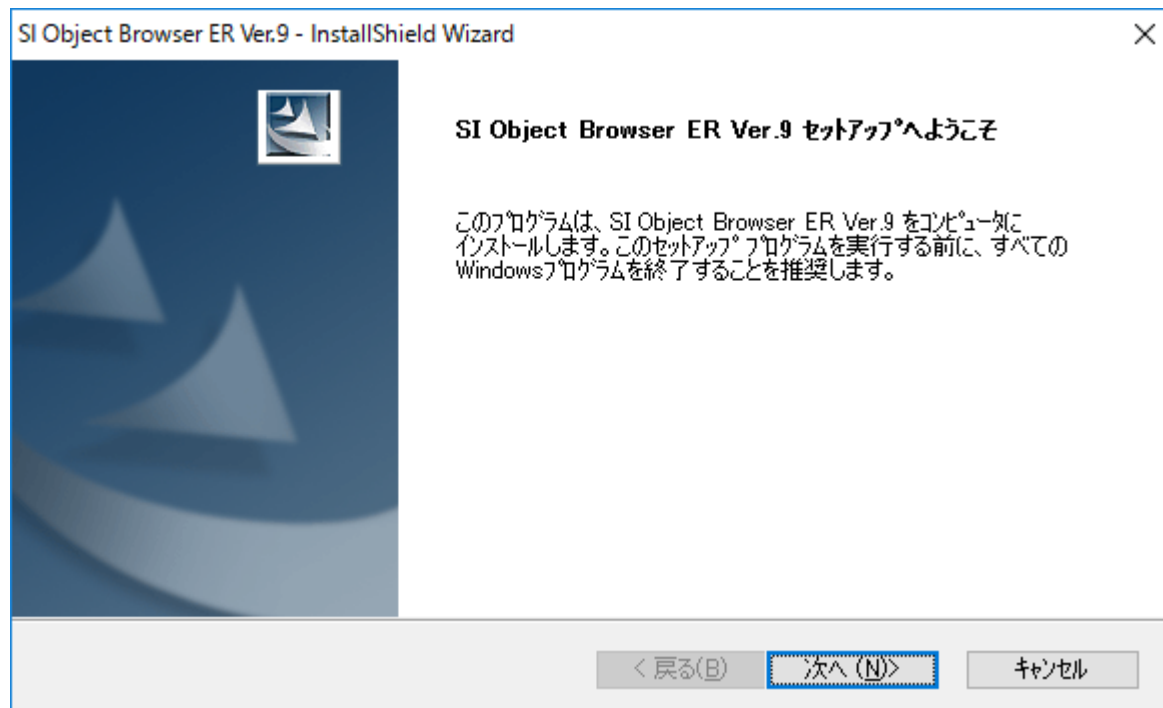 SI Object Browser ER Ver.9 - InstallShield Wizard
SI Object Browser ER Ver.9 ｾｯﾄｱｯﾌﾟへようこそ
このﾌﾟﾛｸﾞﾗﾑは、SI Object Browser ER Ver.9 をｺﾝﾋﾟｭｰﾀに
ｲﾝｽﾄｰﾙします。このｾｯﾄｱｯﾌﾟ ﾌﾟﾛｸﾞﾗﾑを実行する前に、すべての
Windowsﾌﾟﾛｸﾞﾗﾑを終了することを推奨します。
< 戻る(B)
次へ (N)>
ｷｬﾝｾﾙ